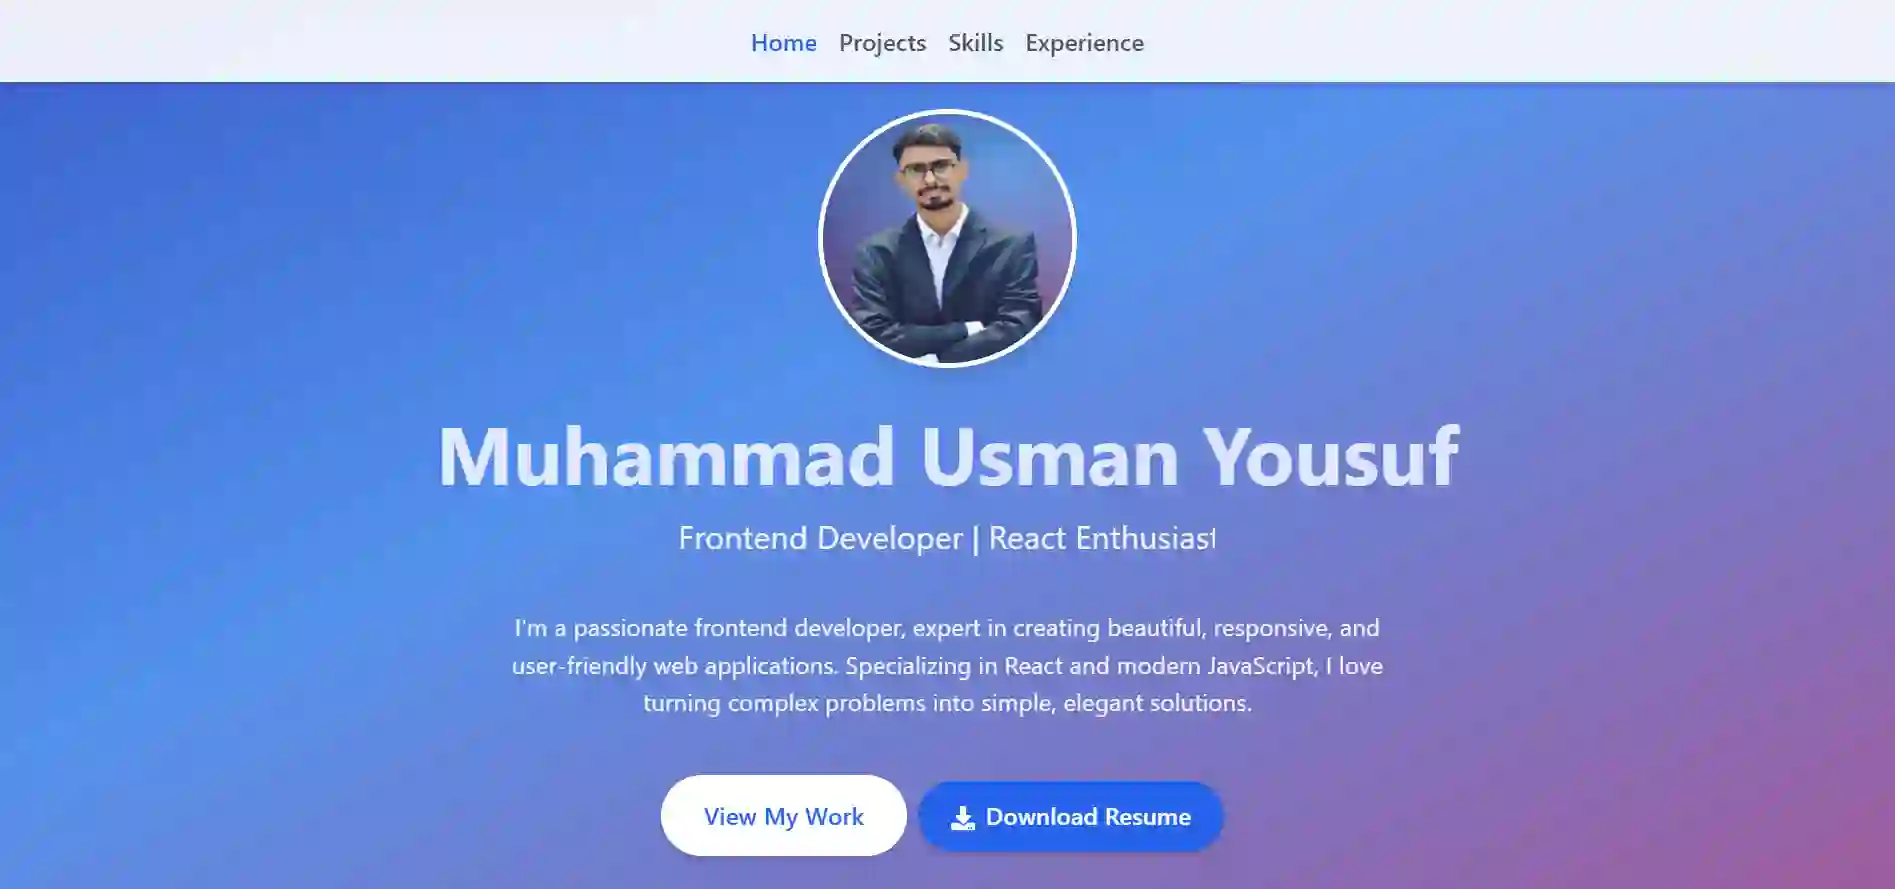 Home Projects Skills Experience
Muhammad Usman Yousuf
Frontend Developer | React Enthusiast
I'm a passionate frontend developer, expert in creating beautiful, responsive, and
user-friendly web applications. Specializing in React and modern JavaScript, I love
turning complex problems into simple, elegant solutions.
View My Work Download Resume